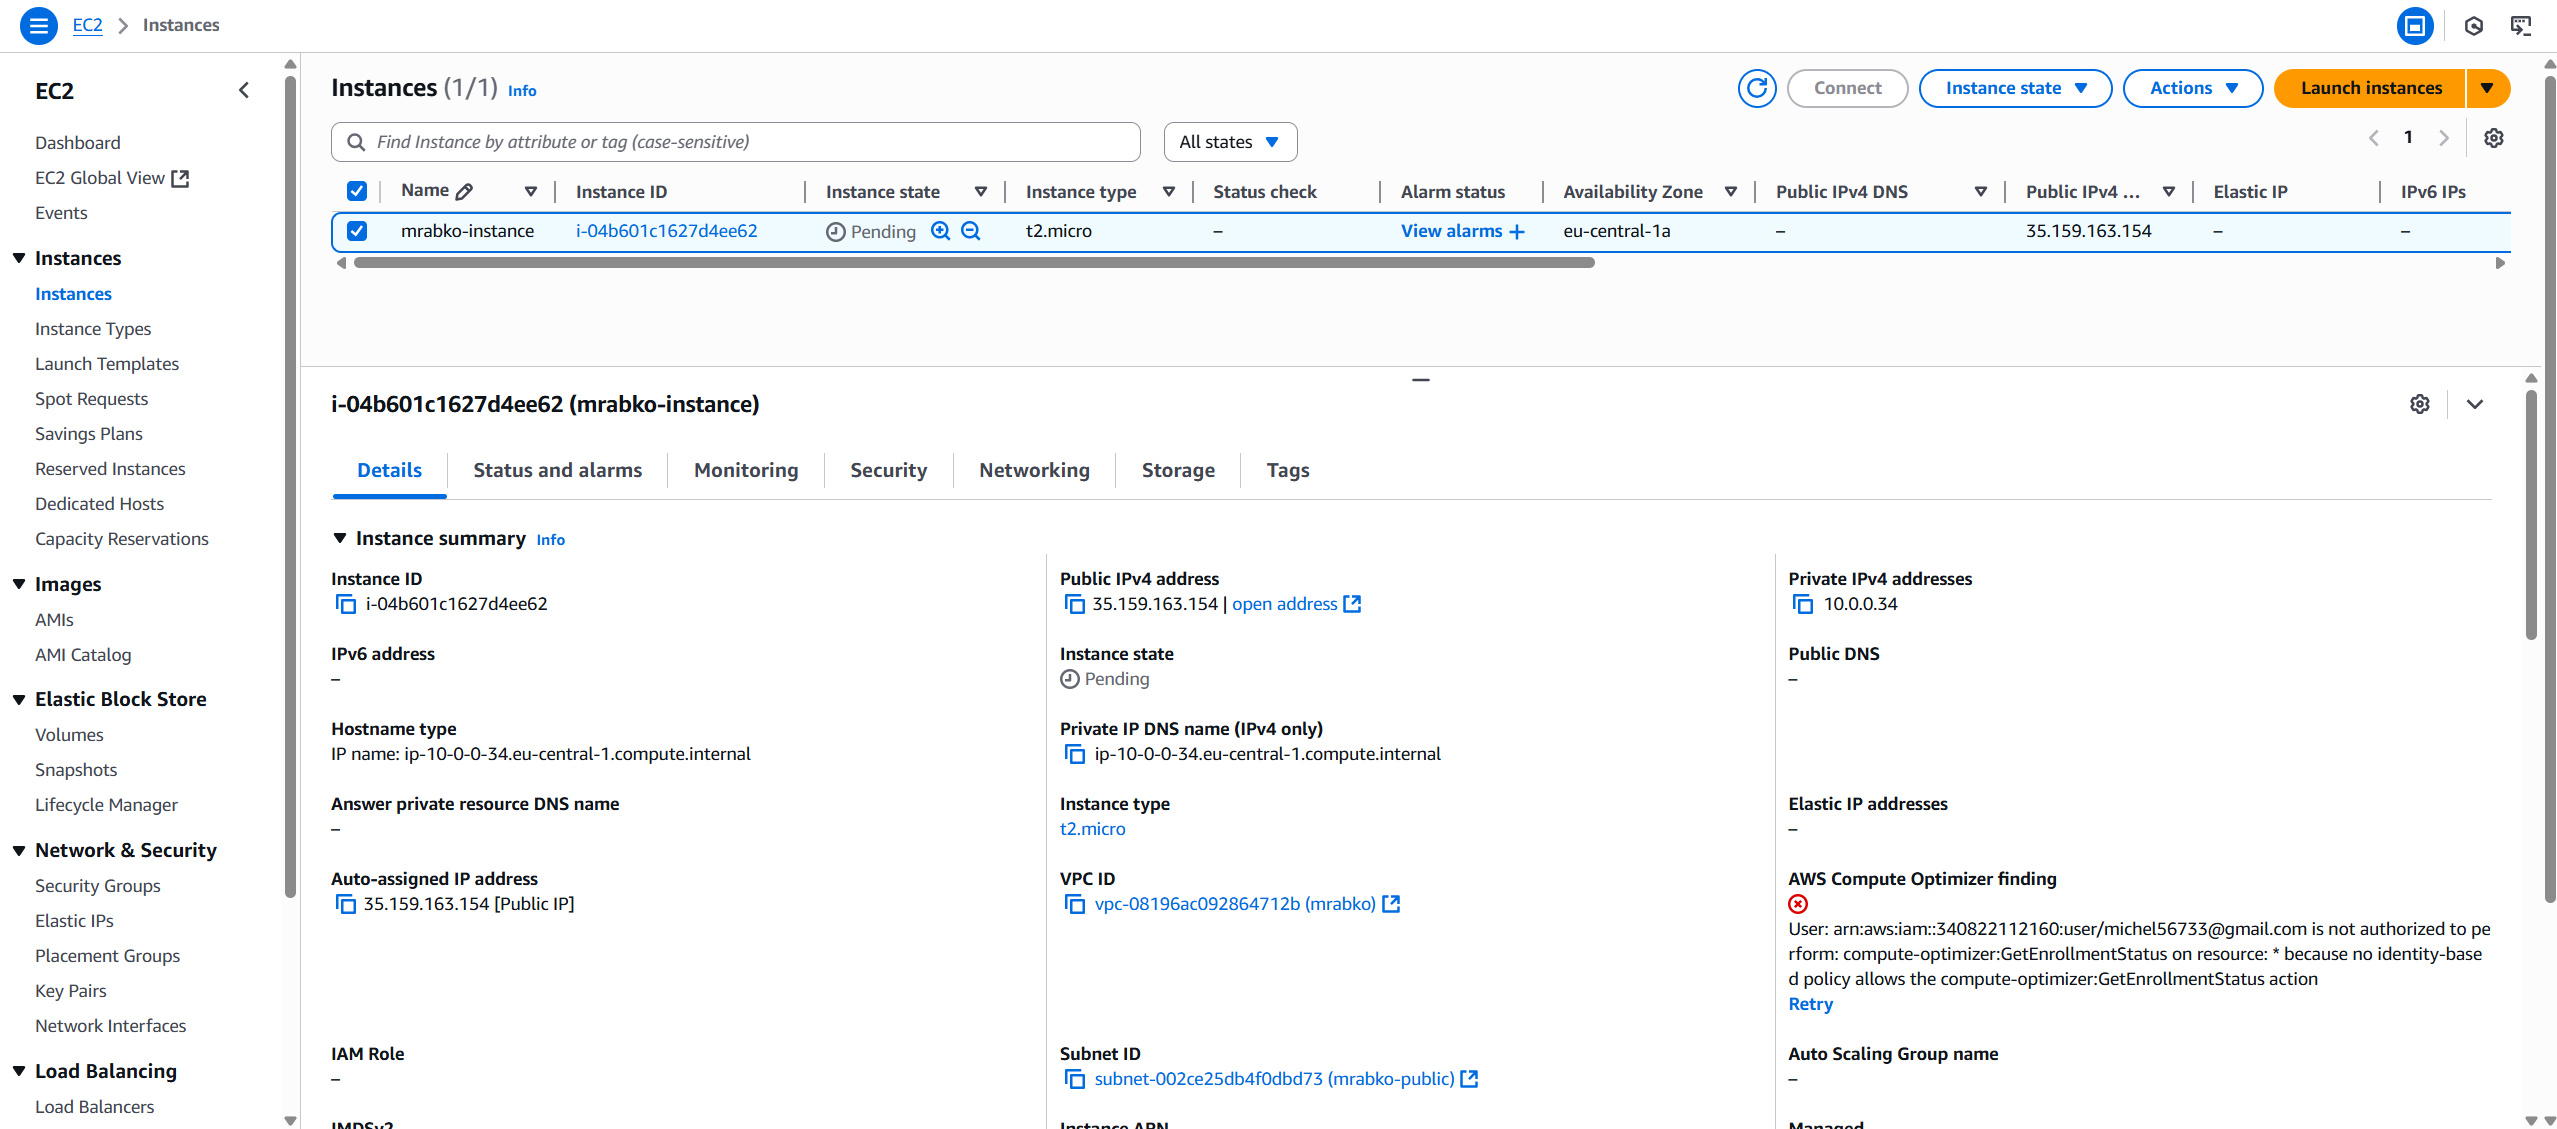 EC2 > Instances
EC2
Dashboard
EC2 Global View
Events
Instances
Instances
Instance Types
Launch Templates
Spot Requests
Savings Plans
Reserved Instances
Dedicated Hosts
Capacity Reservations
Images
AMIs
AMI Catalog
Elastic Block Store
Volumes
Snapshots
Lifecycle Manager
Network & Security
Security Groups
Elastic IPs
Placement Groups
Key Pairs
Network Interfaces
Load Balancing
Load Balancers
Instances (1/1) Info
Connect
Instance state
Actions
Launch instances
Find Instance by attribute or tag (case-sensitive)
All states
1
Name Instance ID Instance state Instance type Status check Alarm status Availability Zone Public IPv4 DNS Public IPv4 ... Elastic IP IPv6 IPs
mrabko-instance i-04b601c1627d4ee62 Pending t2.micro – View alarms + eu-central-1a – 35.159.163.154 – –
i-04b601c1627d4ee62 (mrabko-instance)
Details Status and alarms Monitoring Security Networking Storage Tags
Instance summary Info
Instance ID
i-04b601c1627d4ee62
Public IPv4 address
35.159.163.154 | open address
Private IPv4 addresses
10.0.0.34
IPv6 address
–
Instance state
Pending
Public DNS
–
Hostname type
IP name: ip-10-0-0-34.eu-central-1.compute.internal
Private IP DNS name (IPv4 only)
ip-10-0-0-34.eu-central-1.compute.internal
Answer private resource DNS name
–
Instance type
t2.micro
Elastic IP addresses
–
Auto-assigned IP address
35.159.163.154 [Public IP]
VPC ID
vpc-08196ac092864712b (mrabko)
AWS Compute Optimizer finding
User: arn:aws:iam::340822112160:user/michel56733@gmail.com is not authorized to pe
rform: compute-optimizer:GetEnrollmentStatus on resource: * because no identity-base
d policy allows the compute-optimizer:GetEnrollmentStatus action
Retry
IAM Role
–
Subnet ID
subnet-002ce25db4f0dbd73 (mrabko-public)
Auto Scaling Group name
–
IMDSv2
Instance ARN
Managed